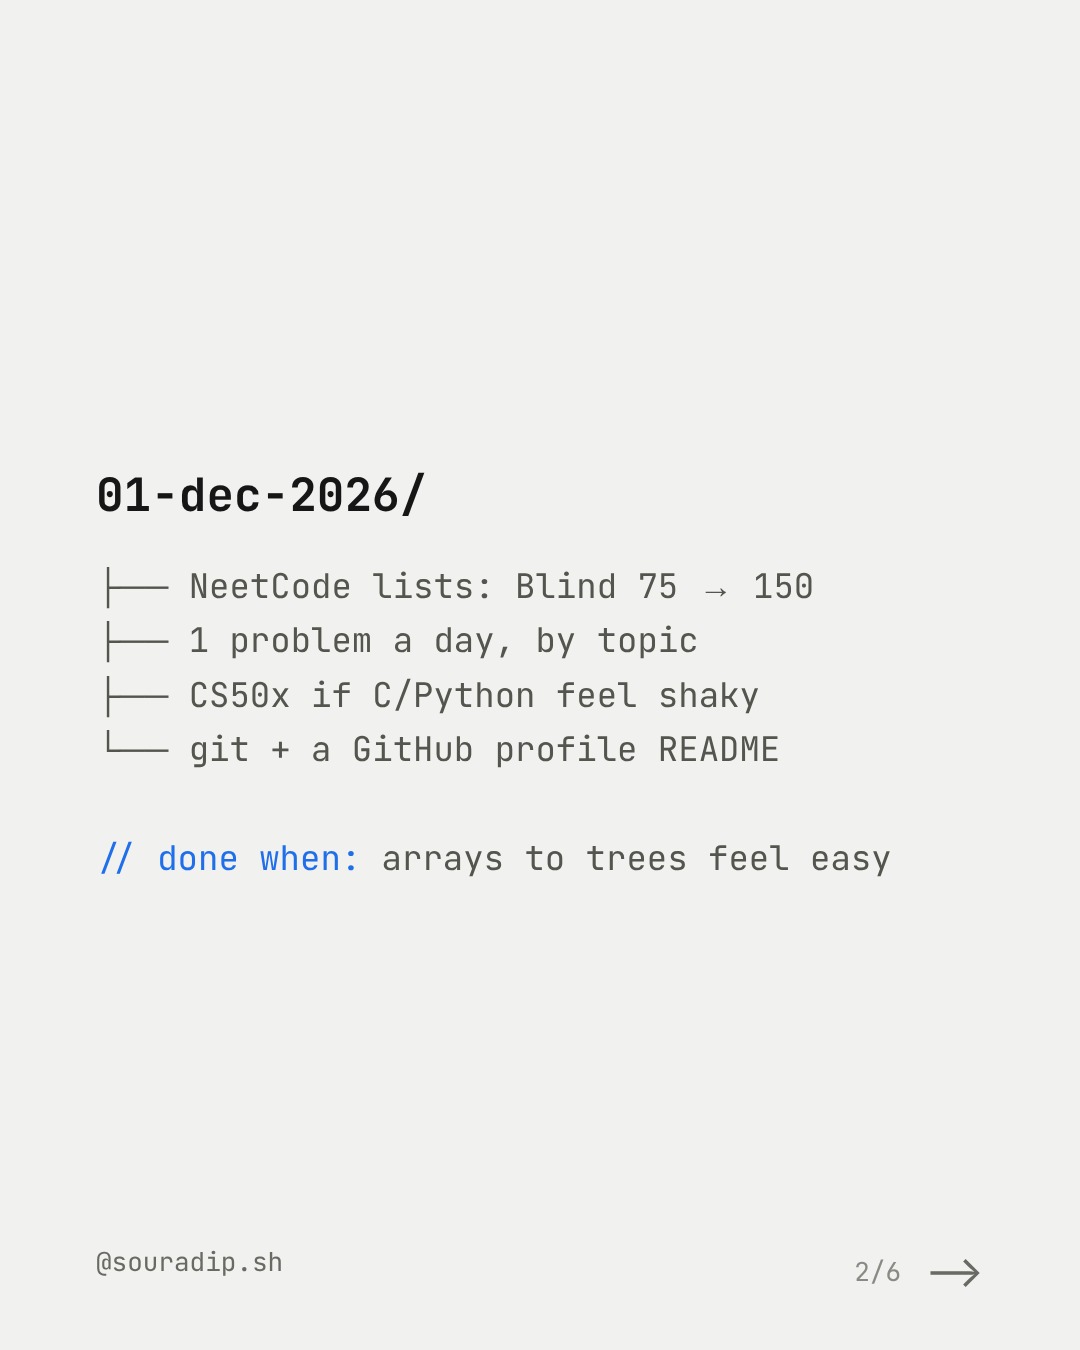 01-dec-2026/
├── NeetCode lists: Blind 75 → 150
├── 1 problem a day, by topic
├── CS50x if C/Python feel shaky
└── git + a GitHub profile README
// done when: arrays to trees feel easy
@souradip.sh
2/6 →